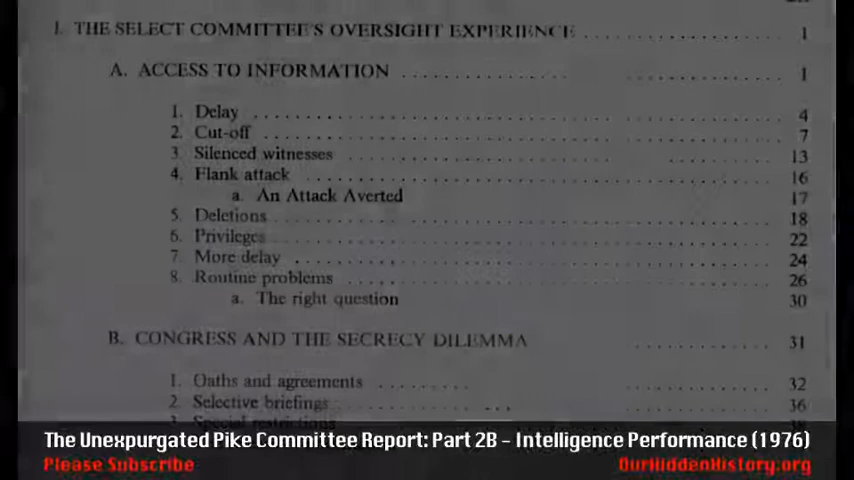 I. THE SELECT COMMITTEE'S OVERSIGHT EXPERIENCE . . . . . . . . . . . . . . . . . 1
A. ACCESS TO INFORMATION . . . . . . . . . . . . . . . . . . . . . . . . 1
1. Delay . . . . . . . . . . . . . . . . . . . . . . . . . . . . . . . . . . . . . . . 4
2. Cut-off . . . . . . . . . . . . . . . . . . . . . . . . . . . . . . . . . . . . . . 7
3. Silenced witnesses . . . . . . . . . . . . . . . . . . . . . . . . . . . . . . 13
4. Flank attack . . . . . . . . . . . . . . . . . . . . . . . . . . . . . . . . . . 16
a. An Attack Averted . . . . . . . . . . . . . . . . . . . . . . . . . . . 17
5. Deletions . . . . . . . . . . . . . . . . . . . . . . . . . . . . . . . . . . . . 18
6. Privileges . . . . . . . . . . . . . . . . . . . . . . . . . . . . . . . . . . . . 22
7. More delay . . . . . . . . . . . . . . . . . . . . . . . . . . . . . . . . . . . 24
8. Routine problems . . . . . . . . . . . . . . . . . . . . . . . . . . . . . . . 26
a. The right question 30
B. CONGRESS AND THE SECRECY DILEMMA . . . . . . . . . . 31
1. Oaths and agreements . . . . . . . . . . . . . . . . . . . 32
2. Selective briefings . . . . . . . . . . . . . . . . . . . . . . . 36
3. Special restrictions
The Unexpurgated Pike Committee Report: Part 2B - Intelligence Performance (1976)
Please Subscribe
OurHiddenHistory.org